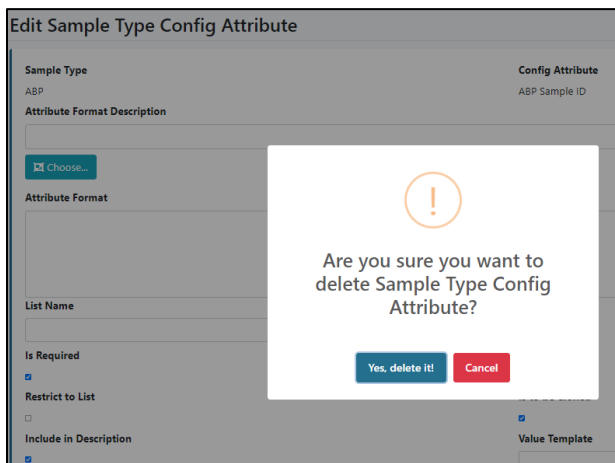 Edit Sample Type Config Attribute
Sample Type
Config Attribute
ABP
ABP Sample ID
Attribute Format Description
Choose...
Attribute Format
!
Are you sure you want to
delete Sample Type Config
Attribute?
List Name
Yes, delete it!
Cancel
Is Required
Restrict to List
Include in Description
Value Template